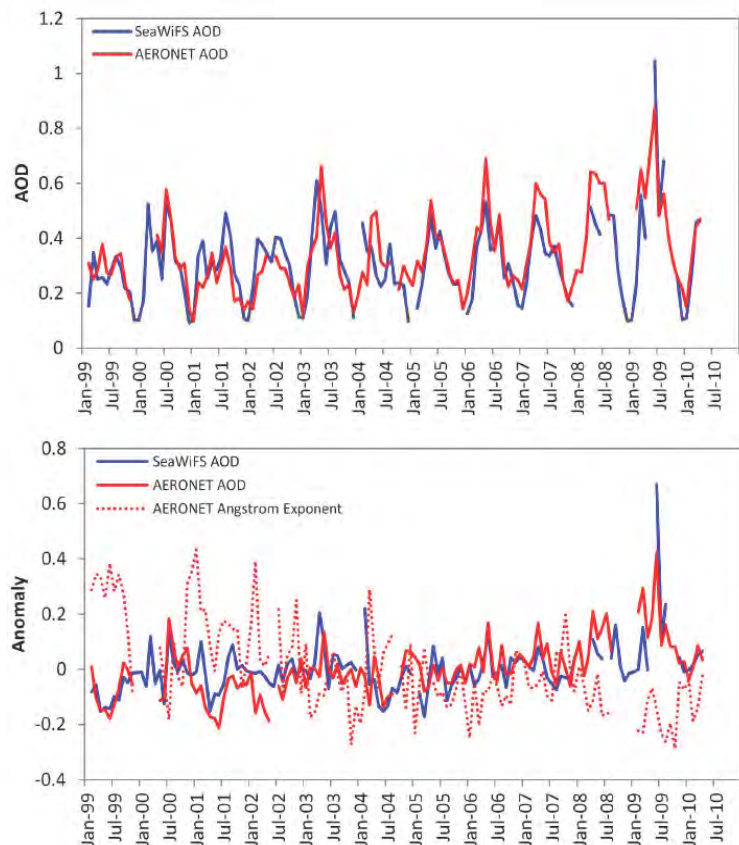 1.2
1
0.8
0.6
0.4
0.2
0
AOD
SeaWiFS AOD
AERONET AOD
Jan-99
Jul-99
Jan-00
Jul-00
Jan-01
Jul-01
Jan-02
Jul-02
Jan-03
Jul-03
Jan-04
Jul-04
Jan-05
Jul-05
Jan-06
Jul-06
Jan-07
Jul-07
Jan-08
Jul-08
Jan-09
Jul-09
Jan-10
Jul-10
0.8
0.6
0.4
0.2
0
-0.2
-0.4
Anomaly
SeaWiFS AOD
AERONET AOD
AERONET Angstrom Exponent
Jan-99
Jul-99
Jan-00
Jul-00
Jan-01
Jul-01
Jan-02
Jul-02
Jan-03
Jul-03
Jan-04
Jul-04
Jan-05
Jul-05
Jan-06
Jul-06
Jan-07
Jul-07
Jan-08
Jul-08
Jan-09
Jul-09
Jan-10
Jul-10